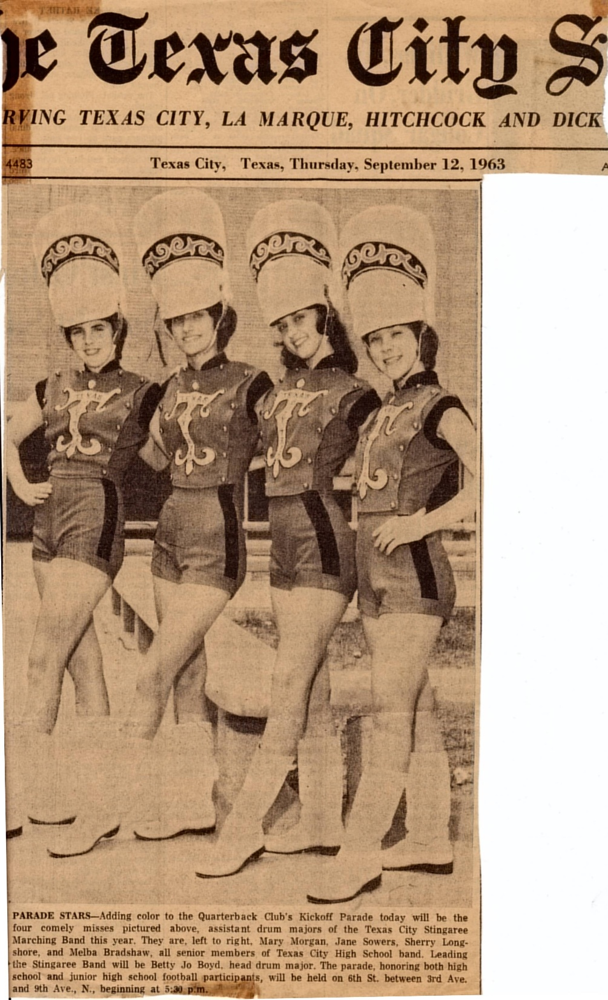 he Texas City S
RVING TEXAS CITY, LA MARQUE, HITCHCOCK AND DICK
4483 Texas City, Texas, Thursday, September 12, 1963 A
PARADE STARS—Adding color to the Quarterback Club's Kickoff Parade today will be the
four comely misses pictured above, assistant drum majors of the Texas City Stingaree
Marching Band this year. They are, left to right, Mary Morgan, Jane Sowers, Sherry Long-
shore, and Melba Bradshaw, all senior members of Texas City High School band. Leading
the Stingaree Band will be Betty Jo Boyd, head drum major. The parade, honoring both high
school and junior high school football participants, will be held on 6th St. between 3rd Ave.
and 9th Ave., N., beginning at 5:30 p.m.